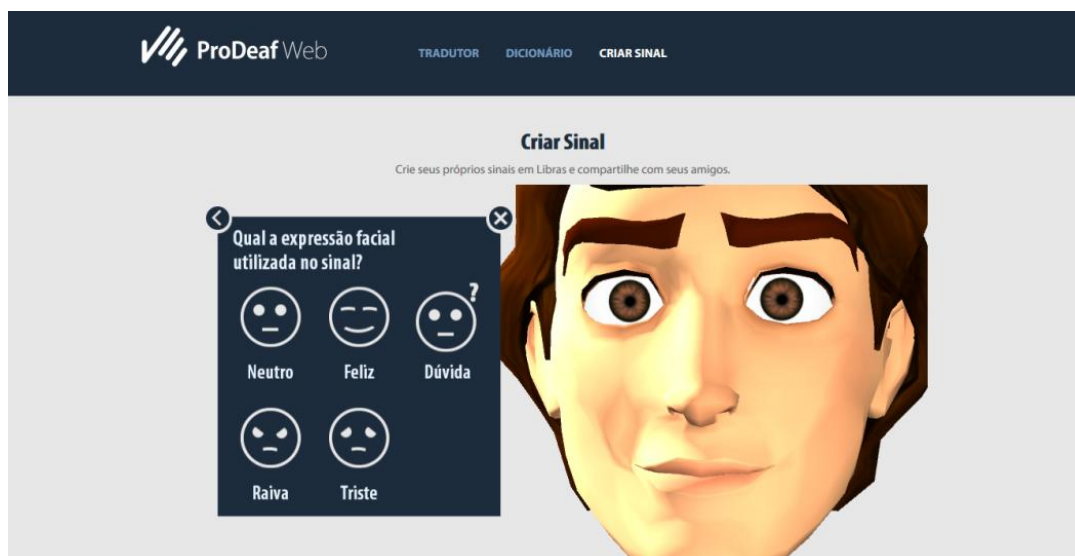 ProDeaf Web
TRADUTOR DICIONÁRIO CRIAR SINAL
Criar Sinal
Crie seus próprios sinais em Libras e compartilhe com seus amigos.
Qual a expressão facial
utilizada no sinal?
?
Neutro Feliz Dúvida
Raiva Triste